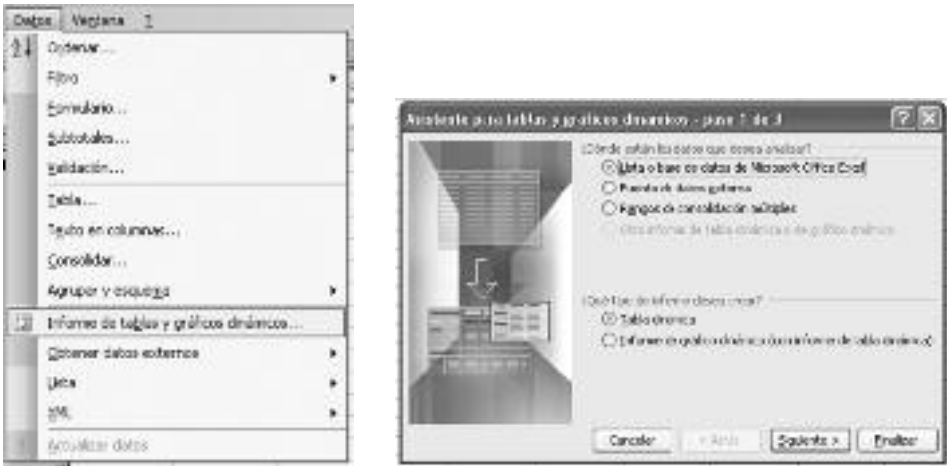 Datos Ventana ?
Ordenar...
Filtro
Formulario...
Subtotales...
Validación...
Tabla...
Texto en columnas...
Consolidar...
Agrupar y esquema
Informe de tablas y gráficos dinámicos...
Obtener datos externos
Lista
XML
Actualizar datos
Asistente para tablas y gráficos dinámicos - paso 1 de 3
¿Dónde están los datos que desea analizar?
Lista o base de datos de Microsoft Office Excel
Fuente de datos externa
Rangos de consolidación múltiples
Otro informe de tabla dinámica o de gráfico dinámico
¿Qué tipo de informe desea crear?
Tabla dinámica
Informe de gráfico dinámico (con informe de tabla dinámica)
Cancelar < Atrás Siguiente > Finalizar